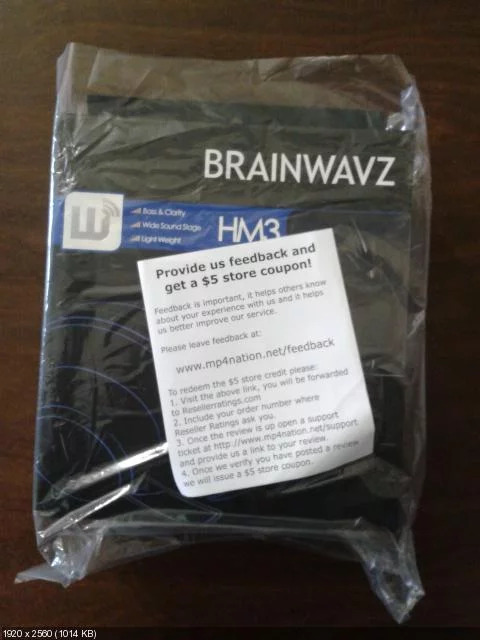 BRAINWAVZ
Bass & Clarity
Wide Sound Stage
Light Weight
HM3
Provide us feedback and
get a $5 store coupon!
Feedback is important, it helps others know
about your experience with us and it helps
us better improve our service.
Please leave feedback at:
www.mp4nation.net/feedback
To redeem the $5 store credit please:
1. Visit the above link, you will be forwarded
to Resellerratings.com
2. Include your order number where
Reseller Ratings ask you.
3. Once the review is up open a support
ticket at http://www.mp4nation.net/support
and provide us a link to your review.
4. Once we verify you have posted a review
we will issue a $5 store coupon.
1920 x 2560 (1014 KB)